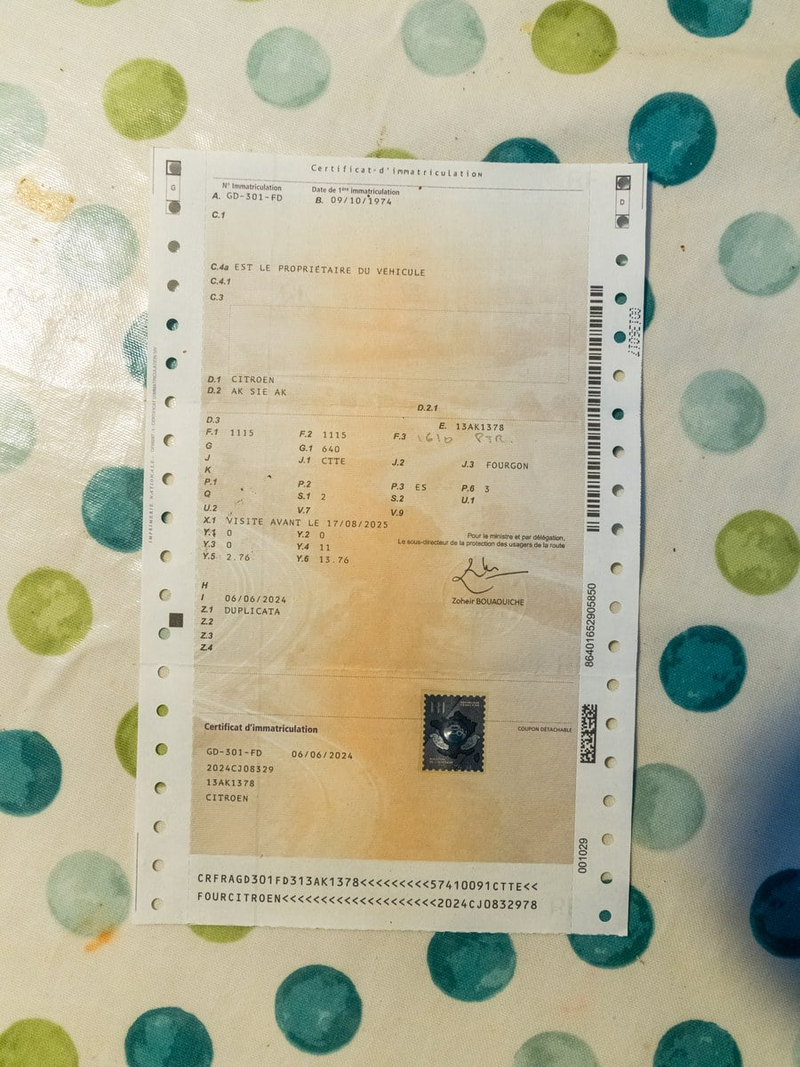 Certificat-d'immatriculation
G
D
N° Immatriculation Date de 1ère immatriculation
A. GD-301-FD B. 09/10/1974
C.1
C.4a EST LE PROPRIÉTAIRE DU VÉHICULE
C.4.1
C.3
D.1 CITROEN
D.2 AK SIE AK
D.2.1
D.3 E. 13AK1378
F.1 1115 F.2 1115 F.3 1610
G G.1 640
J J.1 CTTE J.2 J.3 FOURGON
K
P.1 P.2 P.3 ES P.6 3
Q S.1 2 S.2 U.1
U.2 V.7 V.9
X.1 VISITE AVANT LE 17/08/2025
Y.1 0 Y.2 0
Y.3 0 Y.4 11
Y.5 2.76 Y.6 13.76
Pour le ministre et par délégation,
Le sous-directeur de la protection des usagers de la route
Zoheir BOUAOUICHE
H
I 06/06/2024
Z.1 DUPLICATA
Z.2
Z.3
Z.4
Certificat d'immatriculation COUPON DÉTACHABLE
GD-301-FD 06/06/2024
2024CJ08329
13AK1378
CITROEN
CRFRAGD301FD313AK1378<<<<<<<<<57410091CTTE<<
FOURCITROEN<<<<<<<<<<<<<<<<<<<<<2024CJ0832978
86401652905850
001029